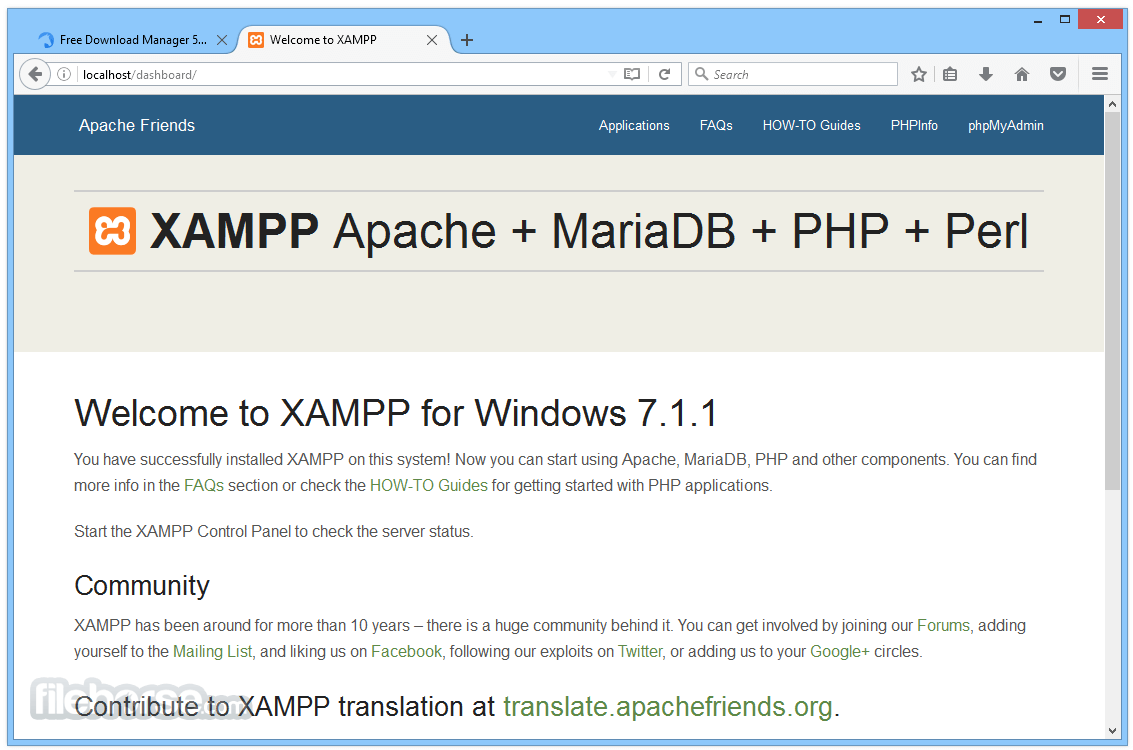 Free Download Manager 5...
Welcome to XAMPP
localhost/dashboard/
Search
Apache Friends
Applications
FAQs
HOW-TO Guides
PHPInfo
phpMyAdmin
XAMPP Apache + MariaDB + PHP + Perl
Welcome to XAMPP for Windows 7.1.1
You have successfully installed XAMPP on this system! Now you can start using Apache, MariaDB, PHP and other components. You can find
more info in the FAQs section or check the HOW-TO Guides for getting started with PHP applications.
Start the XAMPP Control Panel to check the server status.
Community
XAMPP has been around for more than 10 years – there is a huge community behind it. You can get involved by joining our Forums, adding
yourself to the Mailing List, and liking us on Facebook, following our exploits on Twitter, or adding us to your Google+ circles.
Contribute to XAMPP translation at translate.apachefriends.org.
filehorse.com